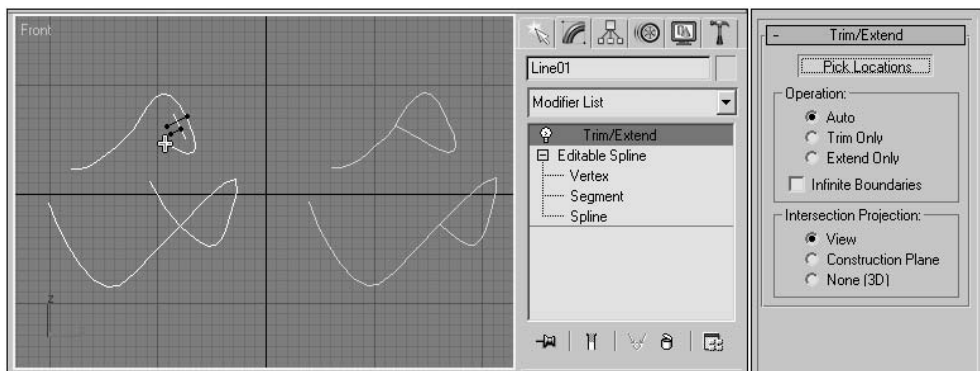 Front
z
Line01
Modifier List
Trim/Extend
Editable Spline
Vertex
Segment
Spline
- Trim/Extend
Pick Locations
Operation:
Auto
Trim Only
Extend Only
Infinite Boundaries
Intersection Projection:
View
Construction Plane
None (3D)